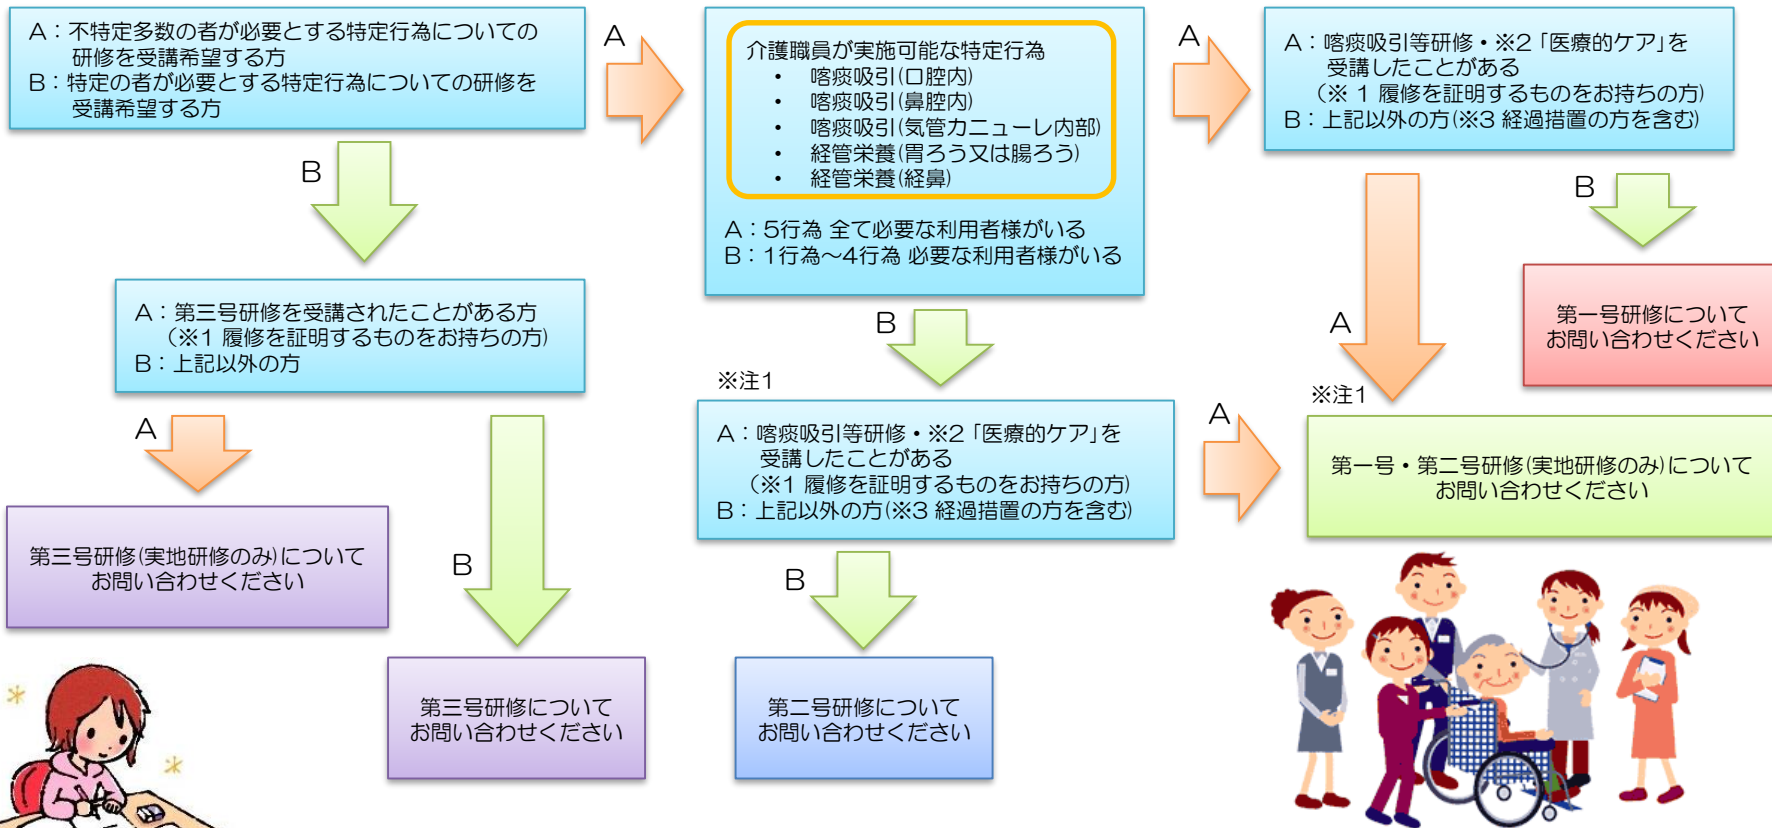 A：不特定多数の者が必要とする特定行為についての
研修を受講希望する方
B：特定の者が必要とする特定行為についての研修を
受講希望する方
A
介護職員が実施可能な特定行為
• 喀痰吸引(口腔内)
• 喀痰吸引(鼻腔内)
• 喀痰吸引(気管カニューレ内部)
• 経管栄養(胃ろう又は腸ろう)
• 経管栄養(経鼻)
A：5行為 全て必要な利用者様がいる
B：1行為～4行為 必要な利用者様がいる
A
A：喀痰吸引等研修・※2「医療的ケア」を
受講したことがある
（※ 1 履修を証明するものをお持ちの方)
B：上記以外の方(※3 経過措置の方を含む)
B
B
A：第三号研修を受講されたことがある方
（※1 履修を証明するものをお持ちの方)
B：上記以外の方
B
A
第一号研修について
お問い合わせください
※注1
※注1
A
B
A：喀痰吸引等研修・※2「医療的ケア」を
受講したことがある
（※1 履修を証明するものをお持ちの方)
B：上記以外の方(※3 経過措置の方を含む)
A
第一号・第二号研修(実地研修のみ)について
お問い合わせください
第三号研修(実地研修のみ)について
お問い合わせください
B
第三号研修について
お問い合わせください
第二号研修について
お問い合わせください